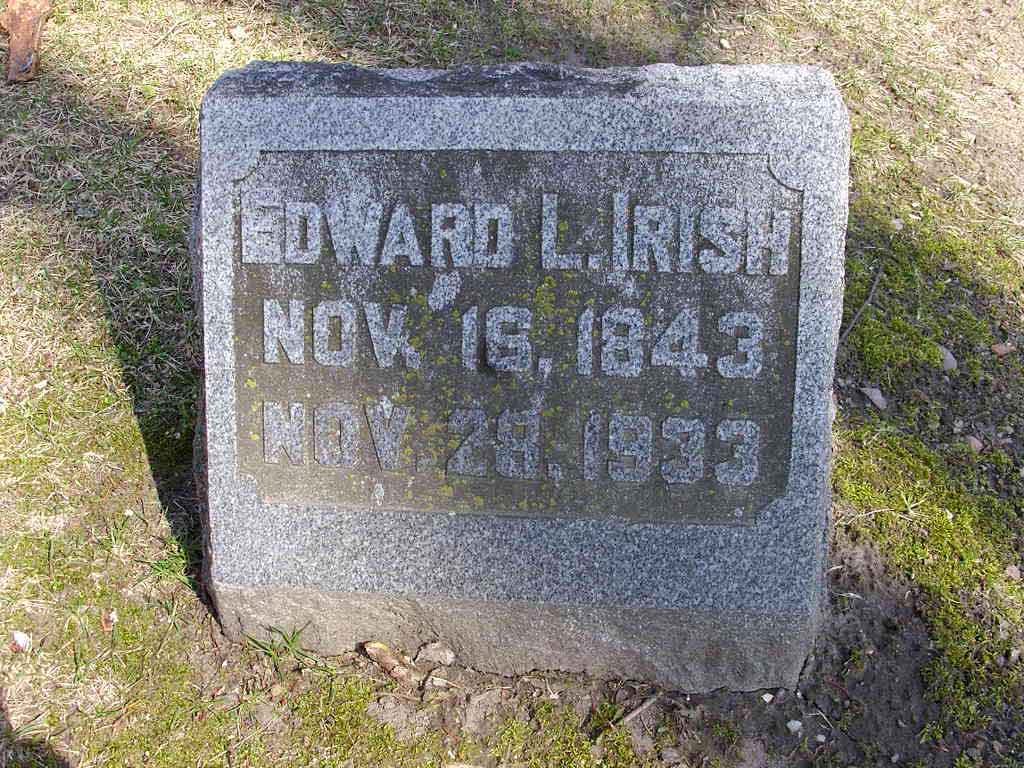 EDWARD L. IRISH
NOV. 16, 1843
NOV. 28, 1933